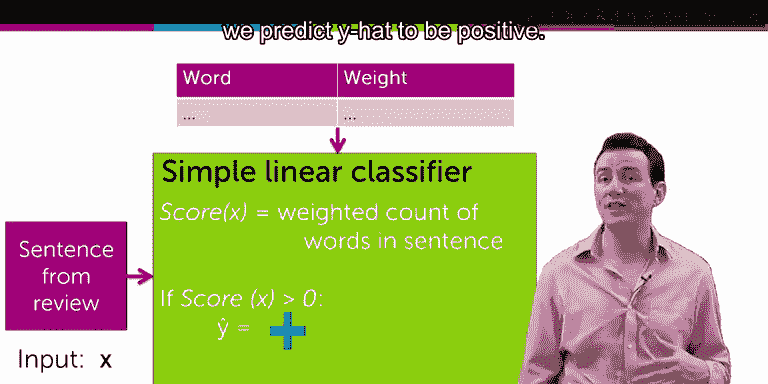 we predict y-hat to be positive.
Word Weight
... ...
Simple linear classifier
Score(x) = weighted count of
words in sentence
Sentence
from
review
If Score (x) > 0:
ŷ = +
Input: x